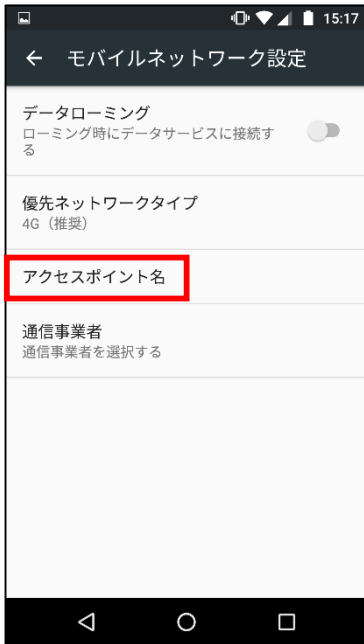 15:17
モバイルネットワーク設定
データローミング
ローミング時にデータサービスに接続す
る
優先ネットワークタイプ
4G（推奨）
アクセスポイント名
通信事業者
通信事業者を選択する